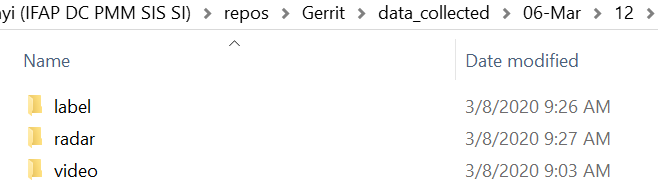 ayi (IFAP DC PMM SIS SI) > repos > Gerrit > data_collected > 06-Mar > 12 >
Name Date modified
label 3/8/2020 9:26 AM
radar 3/8/2020 9:27 AM
video 3/8/2020 9:03 AM